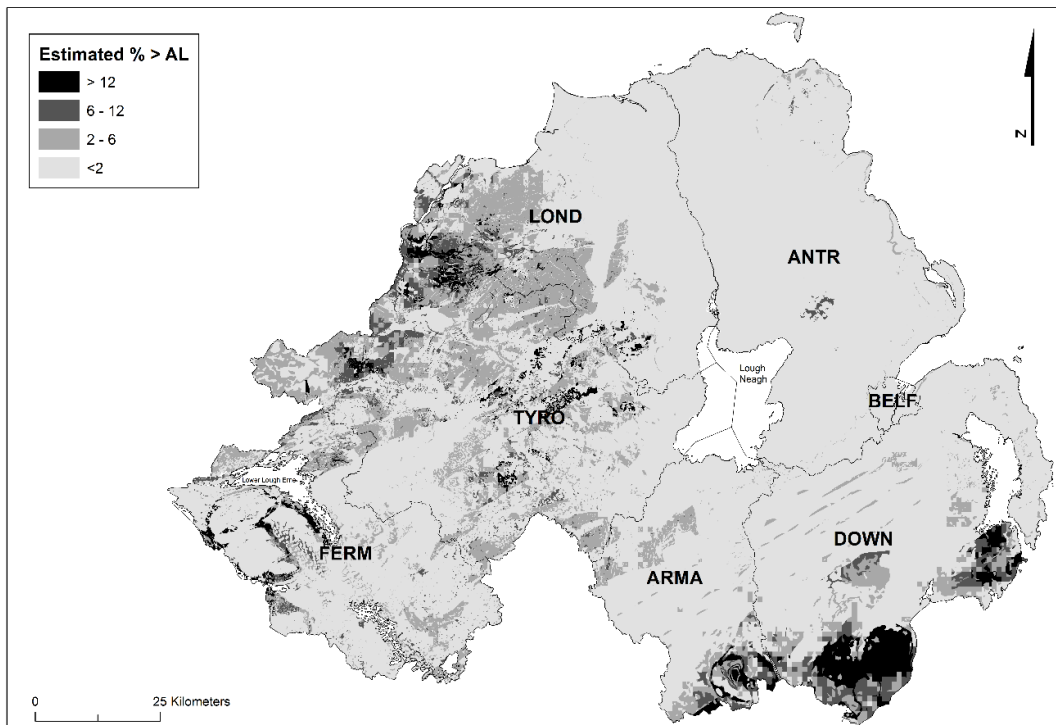 Estimated % > AL
> 12
6 - 12
2 - 6
<2
N
LOND
ANTR
Lough
Neagh
BELF
TYRO
Lower Lough Erne
FERM
DOWN
ARMA
0
25 Kilometers